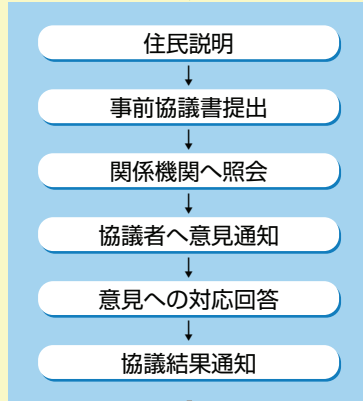 住民説明
↓
事前協議書提出
↓
関係機関へ照会
↓
協議者へ意見通知
↓
意見への対応回答
↓
協議結果通知